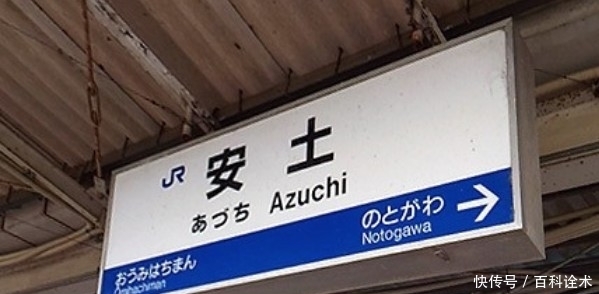 JR 安土
あづち Azuchi
のとがわ →
Notogawa
おうみはちまん
Omihachiman
快传号 / 百科诠术